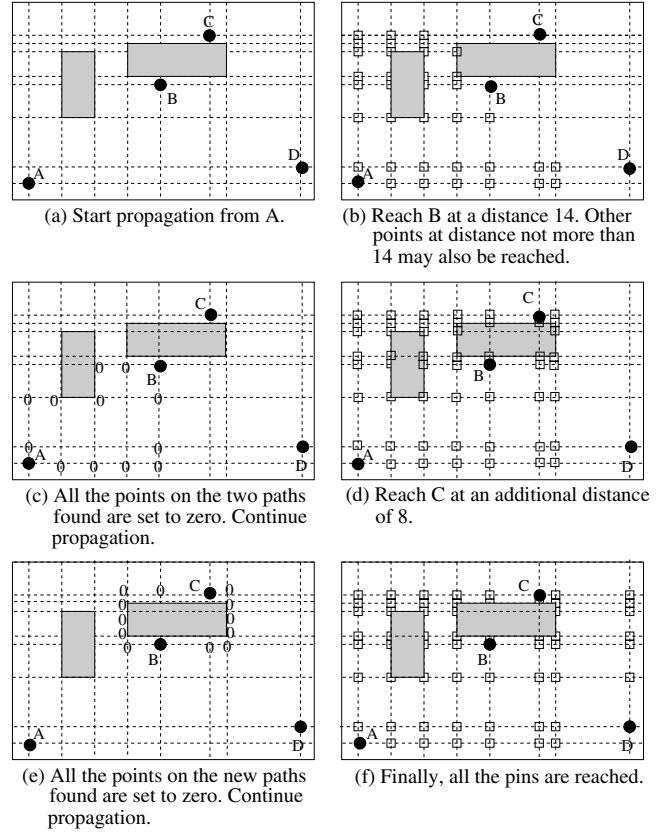 C
B
A
D
(a) Start propagation from A.
C
B
A
D
(b) Reach B at a distance 14. Other
points at distance not more than
14 may also be reached.
C
0 0
B
0 0 0 0
0 0
A
0 0 0 0
D
(c) All the points on the two paths
found are set to zero. Continue
propagation.
C
B
A
D
(d) Reach C at an additional distance
of 8.
0 0 C 0
0 0
0 0
0 0
B 0 0 0
A
D
(e) All the points on the new paths
found are set to zero. Continue
propagation.
C
B
A
D
(f) Finally, all the pins are reached.